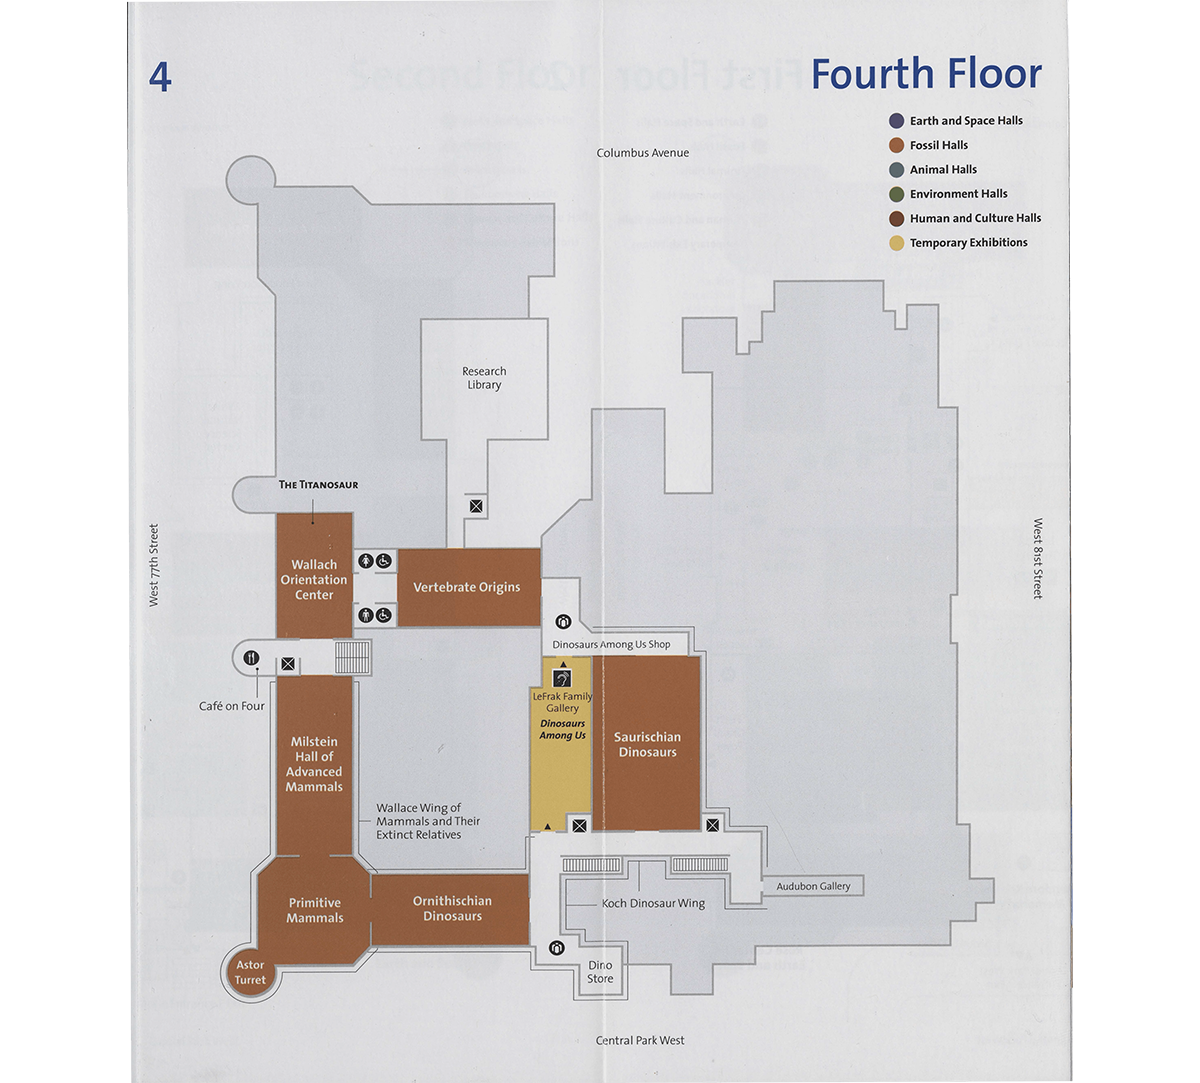 4
Fourth Floor
Earth and Space Halls
Fossil Halls
Animal Halls
Environment Halls
Human and Culture Halls
Temporary Exhibitions
Columbus Avenue
Research
Library
The Titanosaur
West 77th Street
West 81st Street
Wallach
Orientation
Center
Vertebrate Origins
Dinosaurs Among Us Shop
Café on Four
LeFrak Family
Gallery
Dinosaurs
Among Us
Saurischian
Dinosaurs
Milstein
Hall of
Advanced
Mammals
Wallace Wing of
Mammals and Their
Extinct Relatives
Primitive
Mammals
Ornithischian
Dinosaurs
Audubon Gallery
Koch Dinosaur Wing
Astor
Turret
Dino
Store
Central Park West